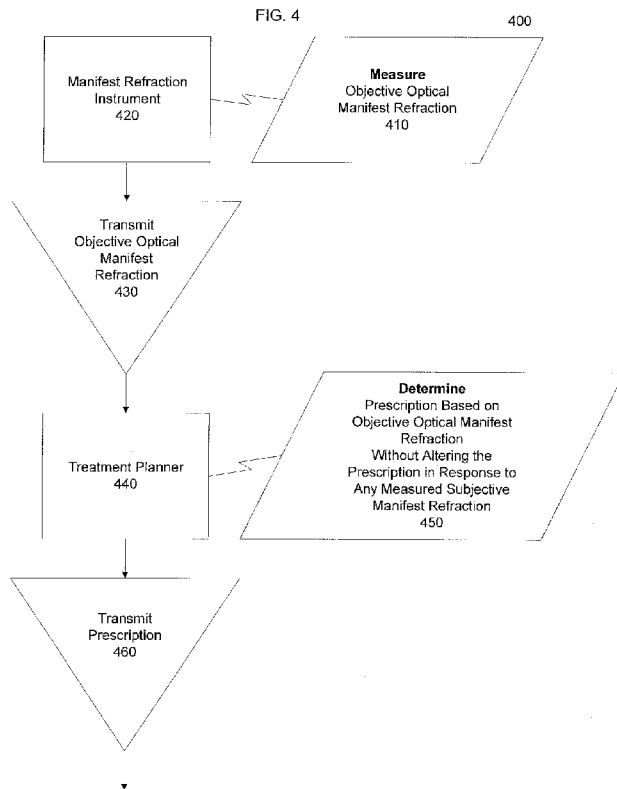 FIG. 4
400
Manifest Refraction
Instrument
420
Measure
Objective Optical
Manifest Refraction
410
Transmit
Objective Optical
Manifest
Refraction
430
Treatment Planner
440
Determine
Prescription Based on
Objective Optical Manifest
Refraction
Without Altering the
Prescription in Response to
Any Measured Subjective
Manifest Refraction
450
Transmit
Prescription
460